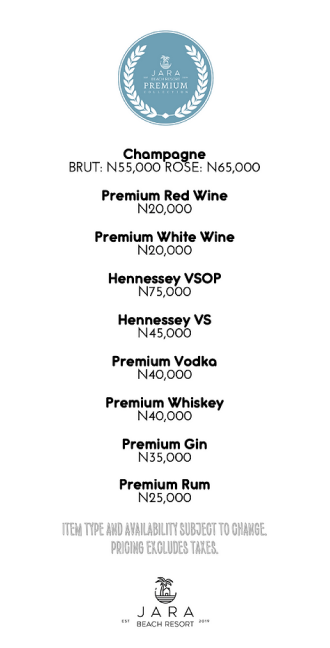 JARA
BEACH RESORT
PREMIUM
COLLECTION
Champagne
BRUT: N55,000 ROSE: N65,000
Premium Red Wine
N20,000
Premium White Wine
N20,000
Hennessey VSOP
N75,000
Hennessey VS
N45,000
Premium Vodka
N40,000
Premium Whiskey
N40,000
Premium Gin
N35,000
Premium Rum
N25,000
ITEM TYPE AND AVAILABILITY SUBJECT TO CHANGE.
PRICING EXCLUDES TAXES.
JARA
EST BEACH RESORT 2019